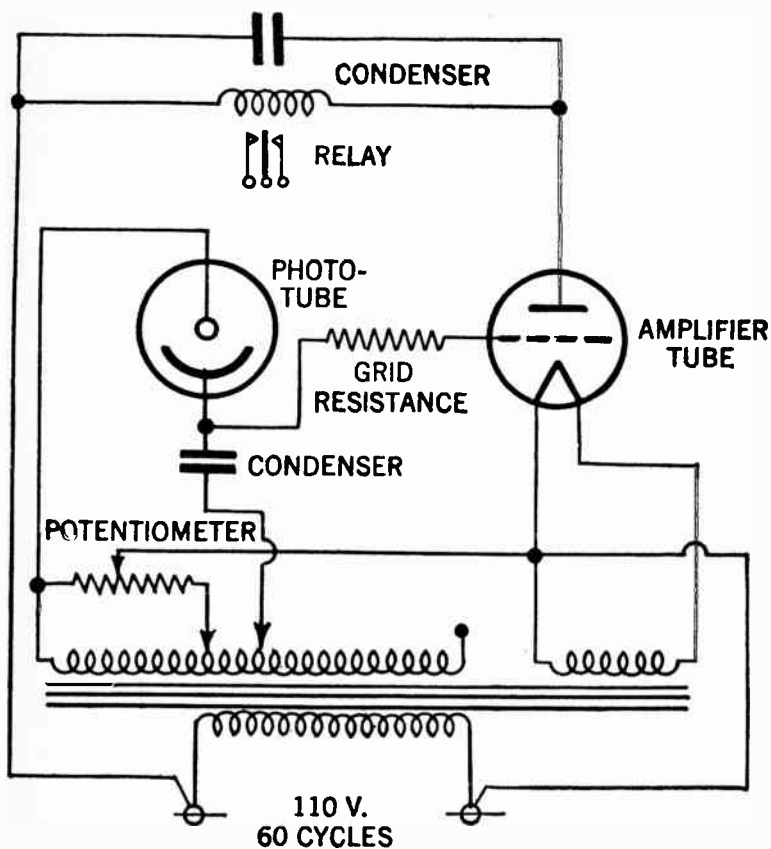 CONDENSER
RELAY
PHOTO-
TUBE
AMPLIFIER
TUBE
GRID
RESISTANCE
CONDENSER
POTENTIOMETER
110 V.
60 CYCLES